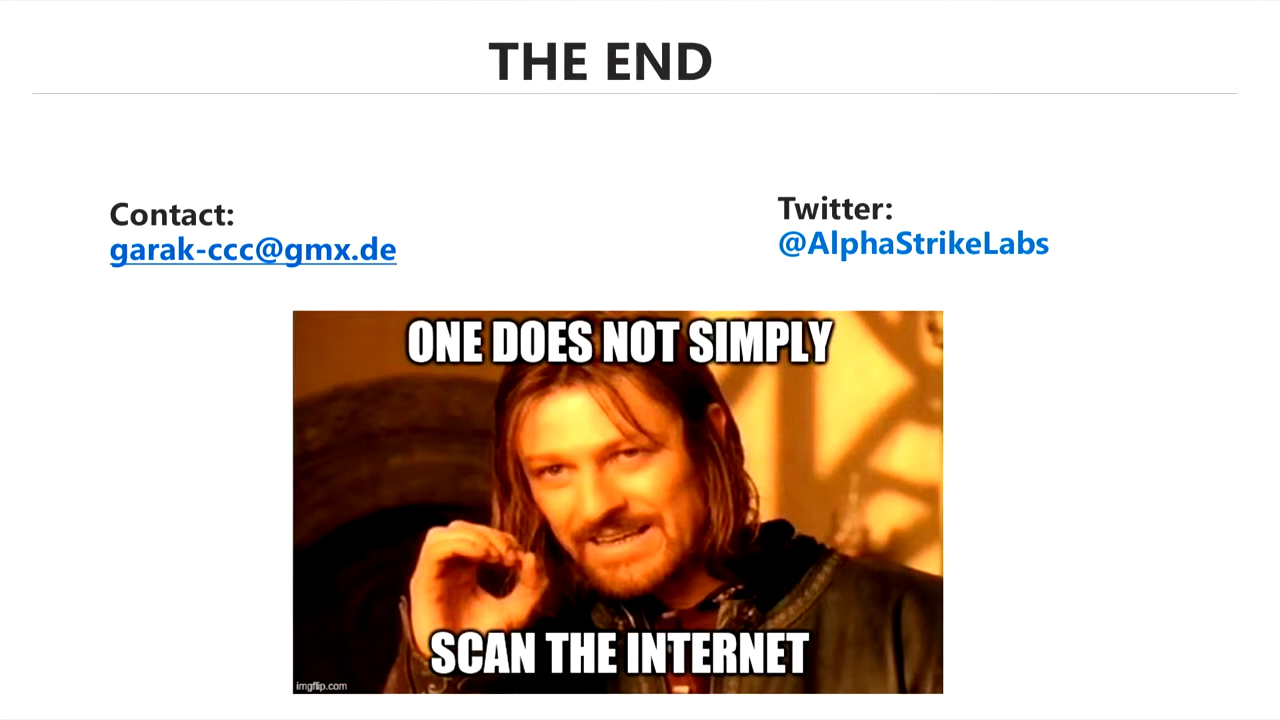 THE END
Contact:
garak-ccc@gmx.de
Twitter:
@AlphaStrikeLabs
ONE DOES NOT SIMPLY
SCAN THE INTERNET
imgflip.com